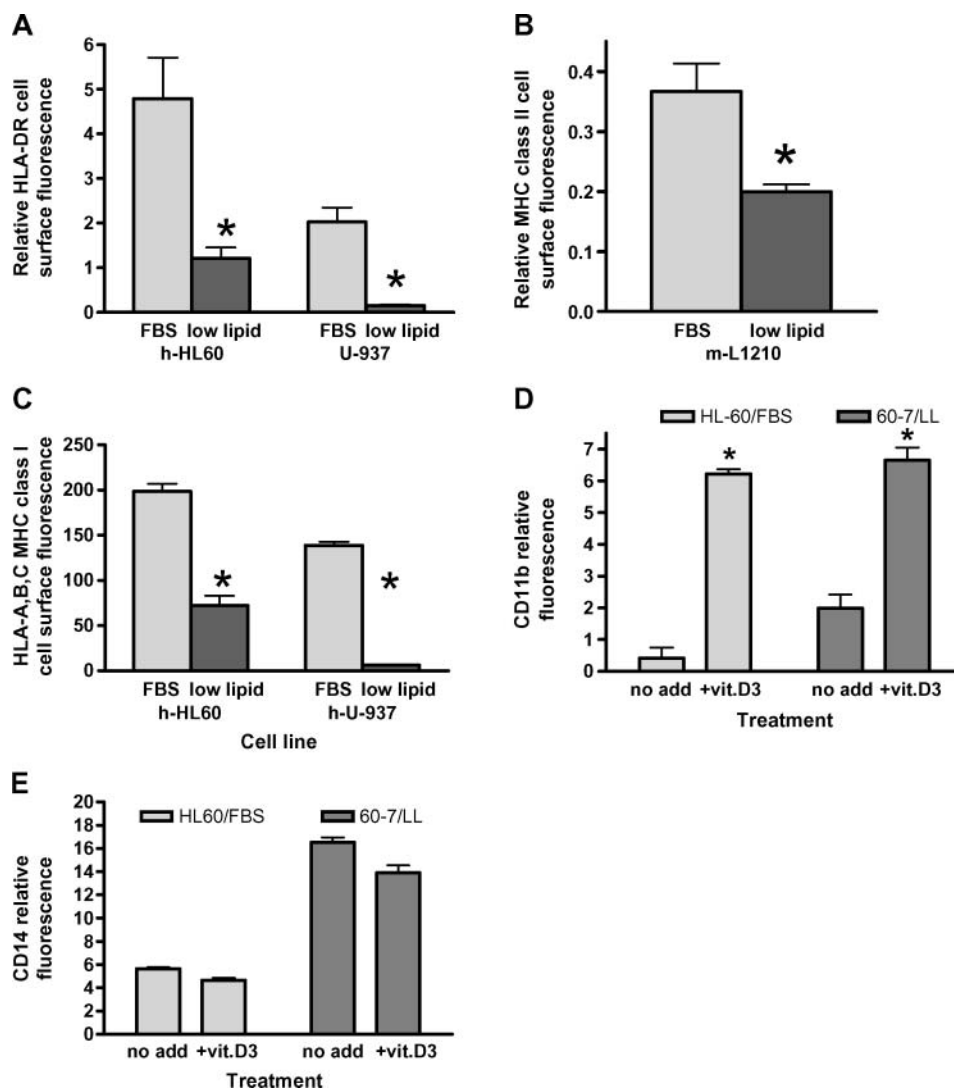 A
Relative HLA-DR cell
surface fluorescence
6
5
4
3
2
1
0
*
*
FBS low lipid FBS low lipid
h-HL60 U-937
B
Relative MHC class II cell
surface fluorescence
0.4
0.3
0.2
0.1
0.0
*
FBS low lipid
m-L1210
C
HLA-A,B,C MHC class I
cell surface fluorescence
250
200
150
100
50
0
*
*
FBS low lipid FBS low lipid
h-HL60 h-U-937
Cell line
D
HL-60/FBS 60-7/LL
CD11b relative
fluorescence
7
6
5
4
3
2
1
0
*
*
no add +vit.D3 no add +vit.D3
Treatment
E
HL60/FBS 60-7/LL
CD14 relative
fluorescence
20
18
16
14
12
10
8
6
4
2
0
no add +vit.D3 no add +vit.D3
Treatment